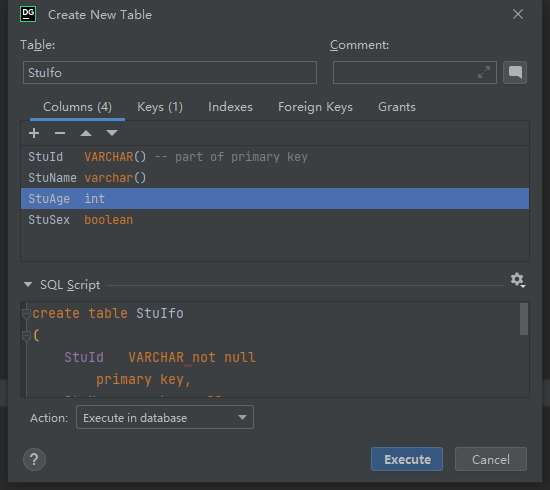 DG Create New Table
Table: Comment:
StuIfo
Columns (4) Keys (1) Indexes Foreign Keys Grants
StuId VARCHAR() -- part of primary key
StuName varchar()
StuAge int
StuSex boolean
SQL Script
create table StuIfo
(
StuId VARCHAR not null
primary key,
Action: Execute in database
? Execute Cancel